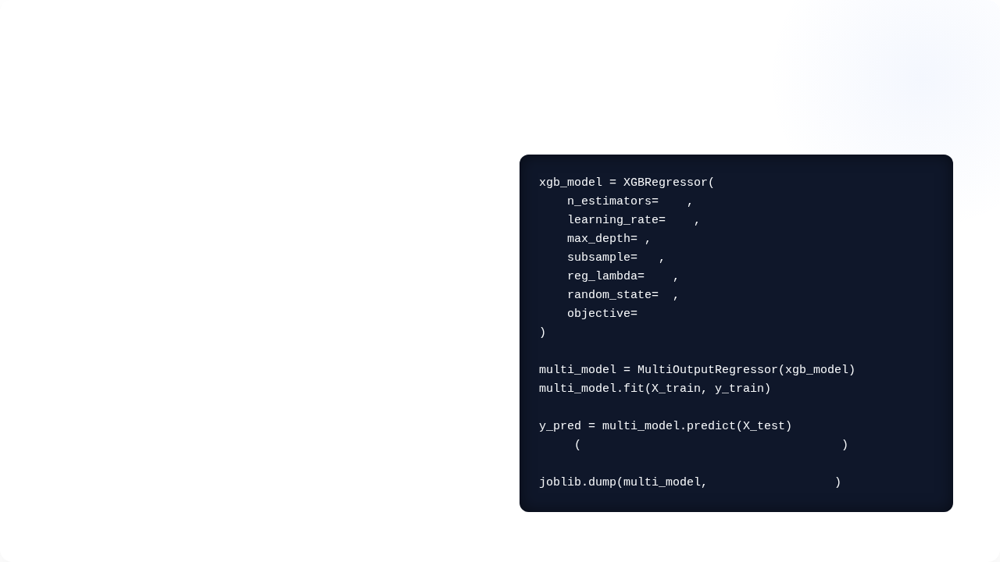 xgb_model = XGBRegressor(
    n_estimators=    ,
    learning_rate=    ,
    max_depth= ,
    subsample=   ,
    reg_lambda=    ,
    random_state=  ,
    objective=
)
multi_model = MultiOutputRegressor(xgb_model)
multi_model.fit(X_train, y_train)
y_pred = multi_model.predict(X_test)
     (                                     )
joblib.dump(multi_model,                  )